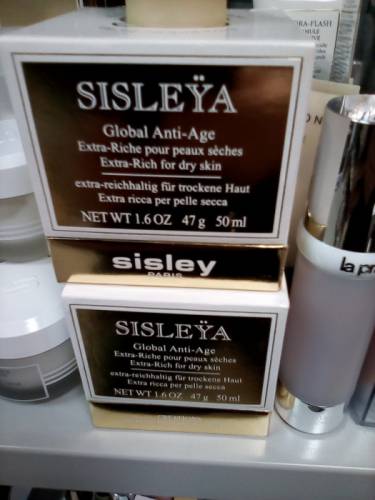 SISLEŸA
Global Anti-Age
Extra-Riche pour peaux sèches
Extra-Rich for dry skin
extra-reichhaltig für trockene Haut
Extra ricca per pelle secca
NET WT 1.6 OZ 47 g 50 ml
sisley
PARIS
SISLEŸA
Global Anti-Age
Extra-Riche pour peaux sèches
Extra-Rich for dry skin
extra-reichhaltig für trockene Haut
Extra ricca per pelle secca
NET WT 1.6 OZ 47 g 50 ml
la pr
RA-FLASH